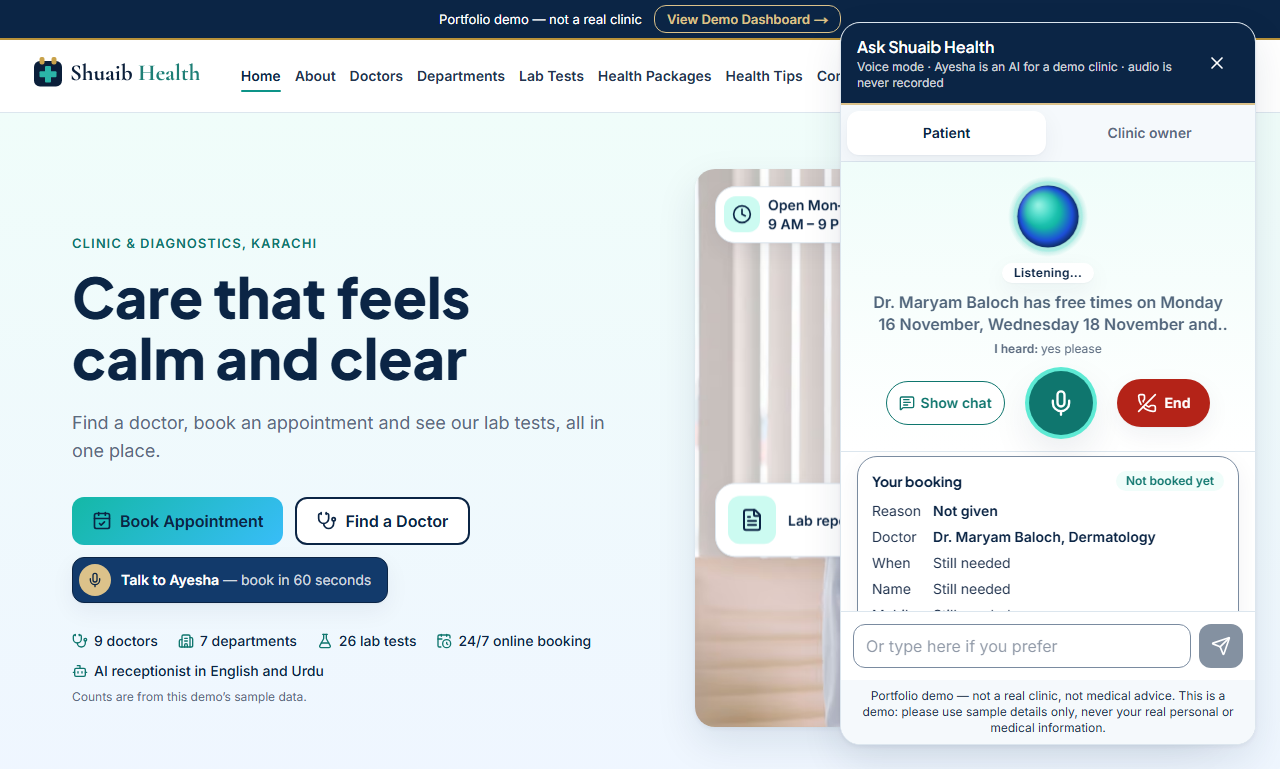 Portfolio demo — not a real clinic
View Demo Dashboard →
Shuaib Health
Home
About
Doctors
Departments
Lab Tests
Health Packages
Health Tips
CLINIC & DIAGNOSTICS, KARACHI
Care that feels
calm and clear
Find a doctor, book an appointment and see our lab tests, all in
one place.
Book Appointment
Find a Doctor
Talk to Ayesha — book in 60 seconds
9 doctors
7 departments
26 lab tests
24/7 online booking
AI receptionist in English and Urdu
Counts are from this demo's sample data.
Open Mon
9 AM – 9 P
Lab
Ask Shuaib Health
Voice mode · Ayesha is an AI for a demo clinic · audio is
never recorded
Patient
Clinic owner
Listening...
Dr. Maryam Baloch has free times on Monday
16 November, Wednesday 18 November and..
I heard: yes please
Show chat
End
Your booking
Not booked yet
Reason Not given
Doctor Dr. Maryam Baloch, Dermatology
When Still needed
Name Still needed
Or type here if you prefer
Portfolio demo — not a real clinic, not medical advice. This is a
demo: please use sample details only, never your real personal or
medical information.